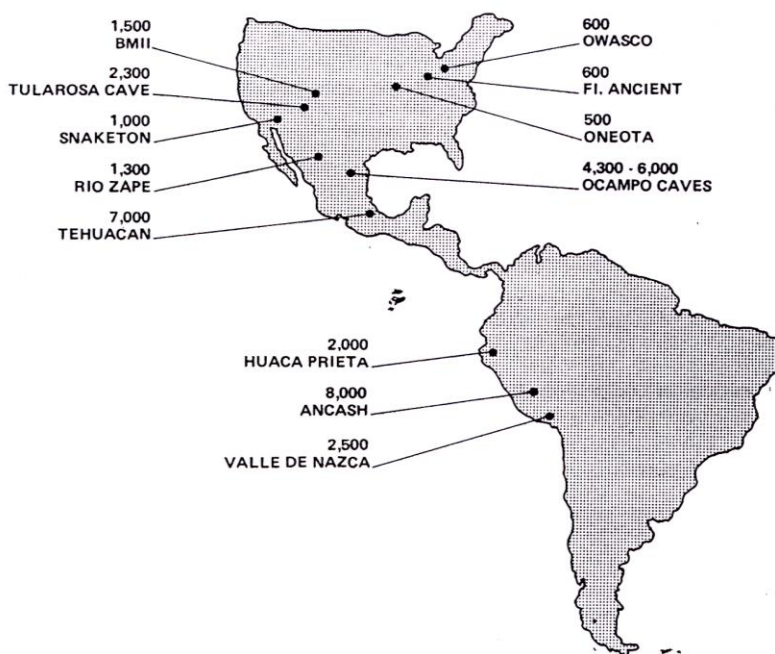 1,500
BMII
2,300
TULAROSA CAVE
1,000
SNAKETON
1,300
RIO ZAPE
7,000
TEHUACAN
600
OWASCO
600
FI. ANCIENT
500
ONEOTA
4,300 - 6,000
OCAMPO CAVES
2,000
HUACA PRIETA
8,000
ANCASH
2,500
VALLE DE NAZCA